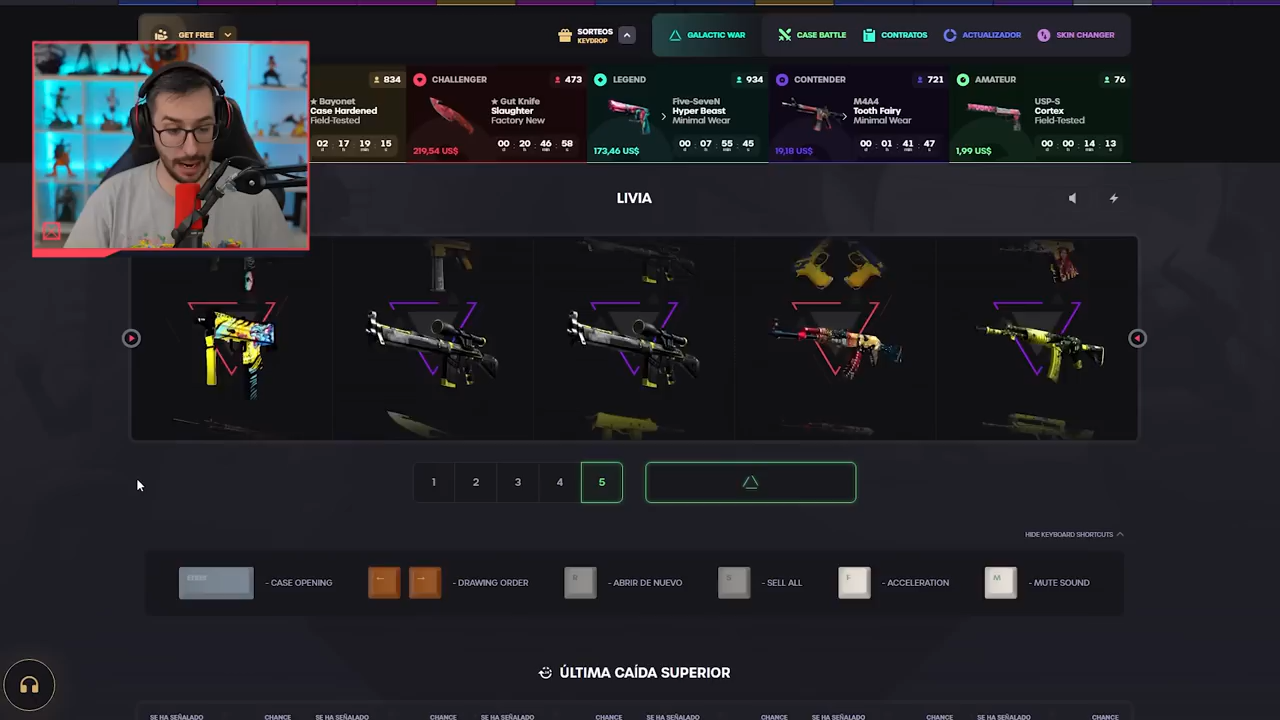 GET FREE
SORTEOS
KEYDROP
GALACTIC WAR
CASE BATTLE
CONTRATOS
ACTUALIZADOR
SKIN CHANGER
834
★ Bayonet
Case Hardened
Field-Tested
02 17 19 15
CHALLENGER
473
★ Gut Knife
Slaughter
Factory New
219,54 US$
00 20 46 58
LEGEND
934
Five-SeveN
Hyper Beast
Minimal Wear
173,46 US$
00 07 55 45
CONTENDER
721
M4A4
Tooth Fairy
Minimal Wear
19,18 US$
00 01 41 47
AMATEUR
76
USP-S
Cortex
Field-Tested
1,99 US$
00 00 14 13
LIVIA
1 2 3 4 5
HIDE KEYBOARD SHORTCUTS
- CASE OPENING
← → - DRAWING ORDER
R - ABRIR DE NUEVO
S - SELL ALL
F - ACCELERATION
M - MUTE SOUND
ÚLTIMA CAÍDA SUPERIOR
SE HA SEÑALADO CHANCE SE HA SEÑALADO CHANCE SE HA SEÑALADO CHANCE SE HA SEÑALADO CHANCE SE HA SEÑALADO CHANCE SE HA SEÑALADO CHANCE